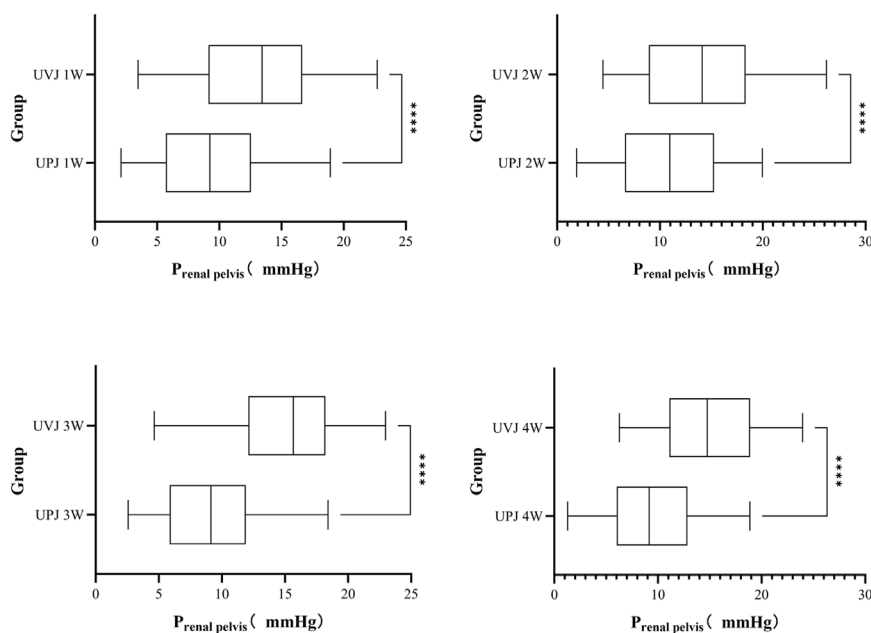 Group
UVJ 1W
UPJ 1W
****
0 5 10 15 20 25
Prenal pelvis( mmHg)
Group
UVJ 2W
UPJ 2W
****
0 10 20 30
Prenal pelvis( mmHg)
Group
UVJ 3W
UPJ 3W
****
0 5 10 15 20 25
Prenal pelvis( mmHg)
Group
UVJ 4W
UPJ 4W
****
0 10 20 30
Prenal pelvis( mmHg)